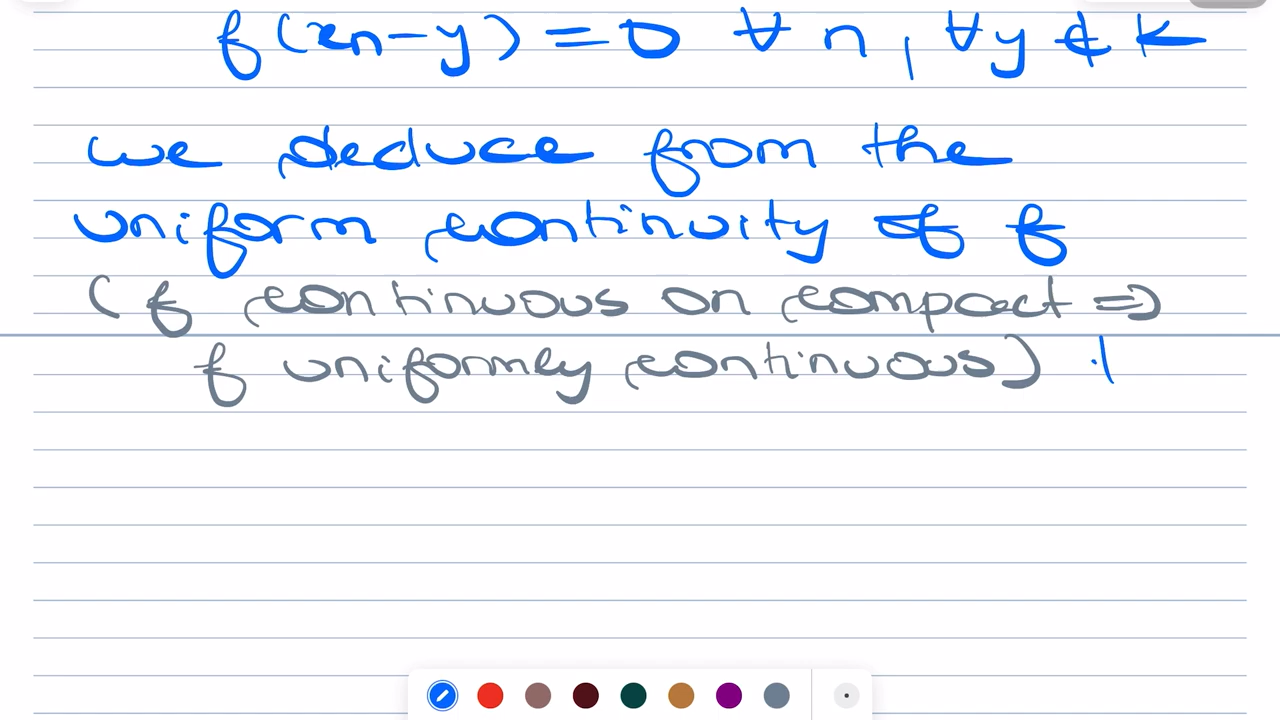 f(xn-y) = 0 ∀ n, ∀y ∉ K
we deduce from the
uniform continuity of f
(f continuous on compact =>
f uniformly continuous)